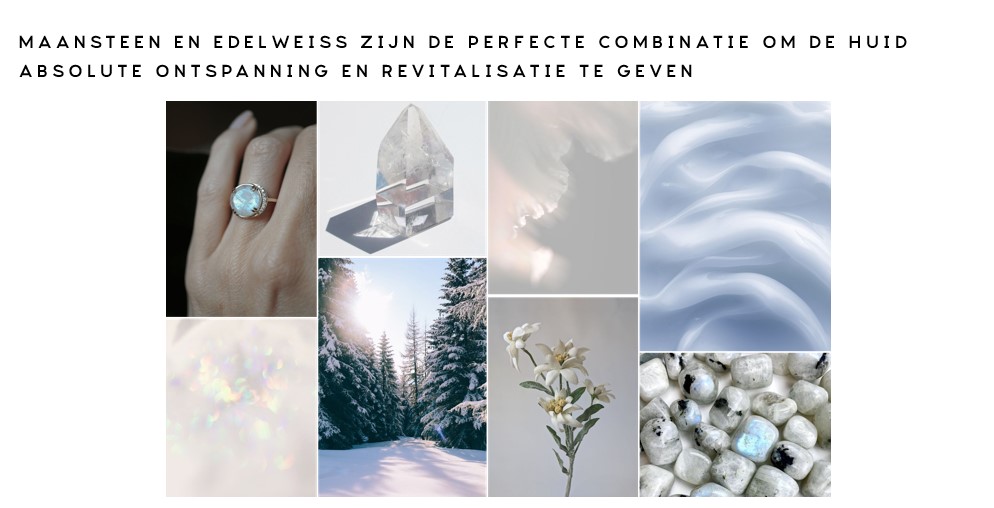 MAANSTEEN EN EDELWEISS ZIJN DE PERFECTE COMBINATIE OM DE HUID
ABSOLUTE ONTSPANNING EN REVITALISATIE TE GEVEN